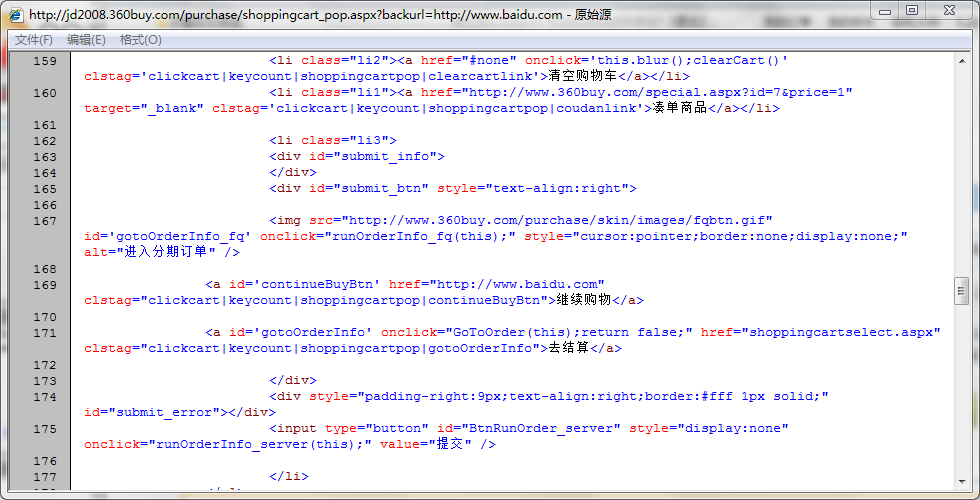 http://jd2008.360buy.com/purchase/shoppingcart_pop.aspx?backurl=http://www.baidu.com - 原始源
文件(F) 编辑(E) 格式(O)
159 <li class="li2"><a href="#none" onclick='this.blur();clearCart()'
clstag='clickcart|keycount|shoppingcartpop|clearcartlink'>清空购物车</a></li>
160 <li class="li1"><a href="http://www.360buy.com/special.aspx?id=7&price=1"
target="_blank" clstag='clickcart|keycount|shoppingcartpop|coudanlink'>凑单商品</a></li>
161
162 <li class="li3">
163 <div id="submit_info">
164 </div>
165 <div id="submit_btn" style="text-align:right">
166
167 <img src="http://www.360buy.com/purchase/skin/images/fqbtn.gif"
id='gotoOrderInfo_fq' onclick="runOrderInfo_fq(this);" style="cursor:pointer;border:none;display:none;"
alt="进入分期订单" />
168
169 <a id='continueBuyBtn' href="http://www.baidu.com"
clstag="clickcart|keycount|shoppingcartpop|continueBuyBtn">继续购物</a>
170
171 <a id='gotoOrderInfo' onclick="GoToOrder(this);return false;" href="shoppingcartselect.aspx"
clstag="clickcart|keycount|shoppingcartpop|gotoOrderInfo">去结算</a>
172
173 </div>
174 <div style="padding-right:9px;text-align:right;border:#fff 1px solid;"
id="submit_error"></div>
175 <input type="button" id="BtnRunOrder_server" style="display:none"
onclick="runOrderInfo_server(this);" value="提交" />
176
177 </li>